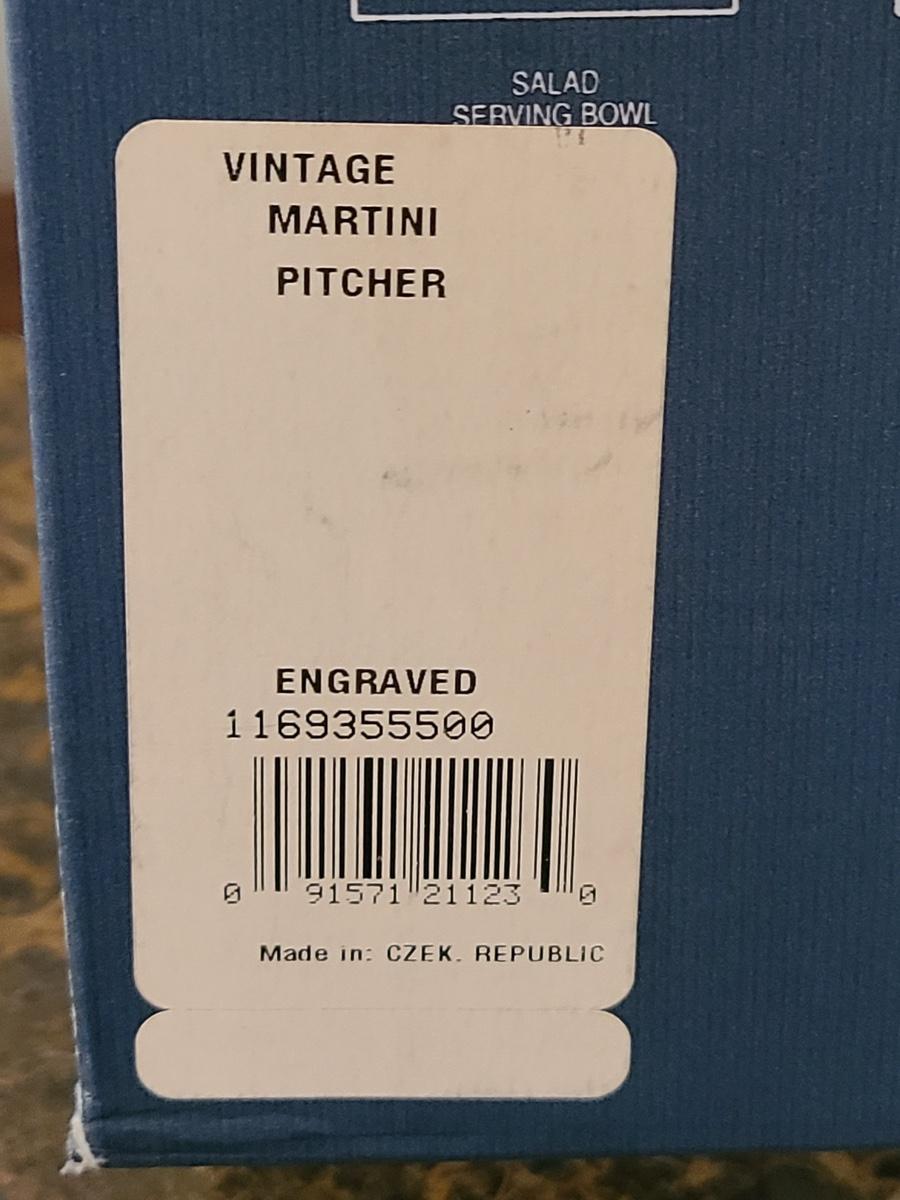 SALAD
SERVING BOWL
VINTAGE
MARTINI
PITCHER
ENGRAVED
1169355500
0 91571 21123 0
Made in: CZEK. REPUBLIC